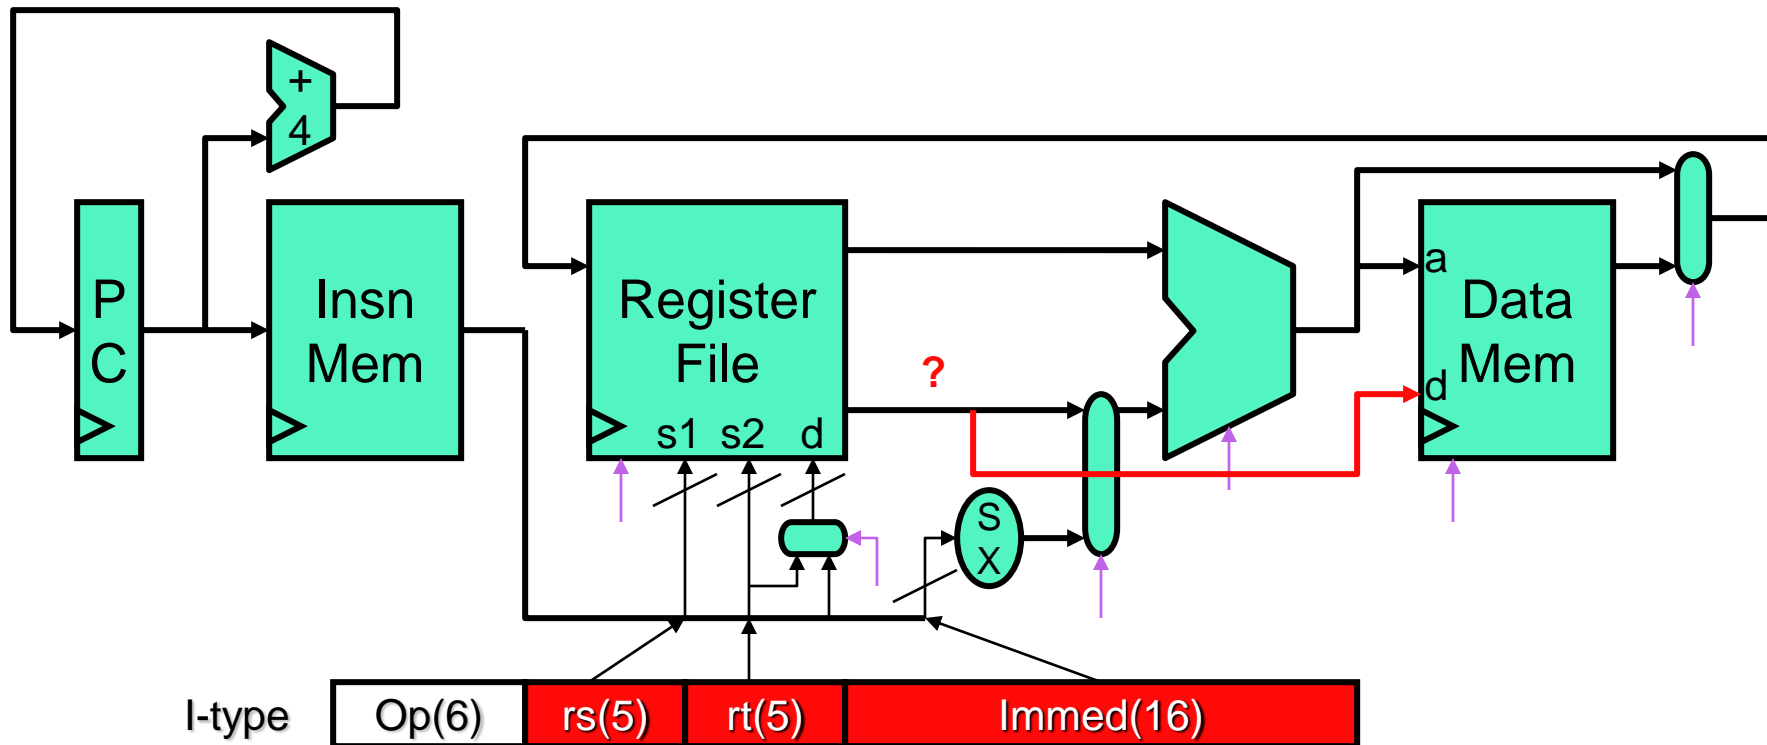 +
4
P
C
Insn
Mem
Register
File
s1 s2 d
?
S
X
a
d
Data
Mem
I-type Op(6) rs(5) rt(5) Immed(16)